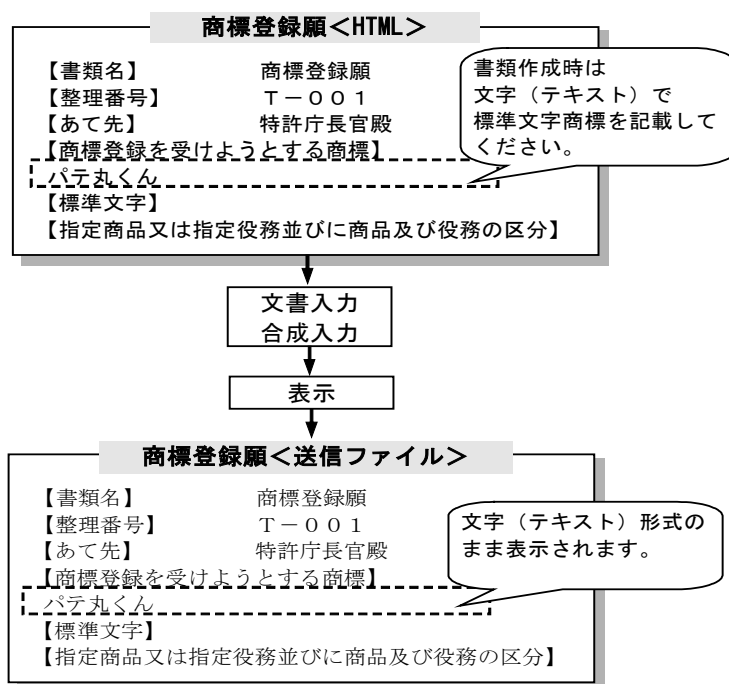 商標登録願＜HTML＞
【書類名】　　　　　商標登録願
【整理番号】　　　　Ｔ－００１
【あて先】　　　　　特許庁長官殿
【商標登録を受けようとする商標】
パテ丸くん
【標準文字】
【指定商品又は指定役務並びに商品及び役務の区分】
書類作成時は
文字（テキスト）で
標準文字商標を記載して
ください。
文書入力
合成入力
表示
商標登録願＜送信ファイル＞
【書類名】　　　　　商標登録願
【整理番号】　　　　Ｔ－００１
【あて先】　　　　　特許庁長官殿
【商標登録を受けようとする商標】
パテ丸くん
【標準文字】
【指定商品又は指定役務並びに商品及び役務の区分】
文字（テキスト）形式の
まま表示されます。